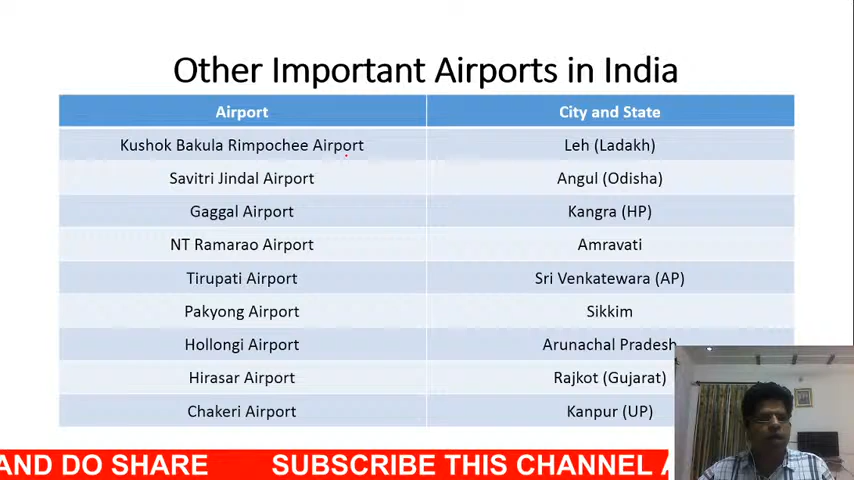 Other Important Airports in India
Airport City and State
Kushok Bakula Rimpochee Airport Leh (Ladakh)
Savitri Jindal Airport Angul (Odisha)
Gaggal Airport Kangra (HP)
NT Ramarao Airport Amravati
Tirupati Airport Sri Venkatewara (AP)
Pakyong Airport Sikkim
Hollongi Airport Arunachal Pradesh
Hirasar Airport Rajkot (Gujarat)
Chakeri Airport Kanpur (UP)
AND DO SHARE SUBSCRIBE THIS CHANNEL